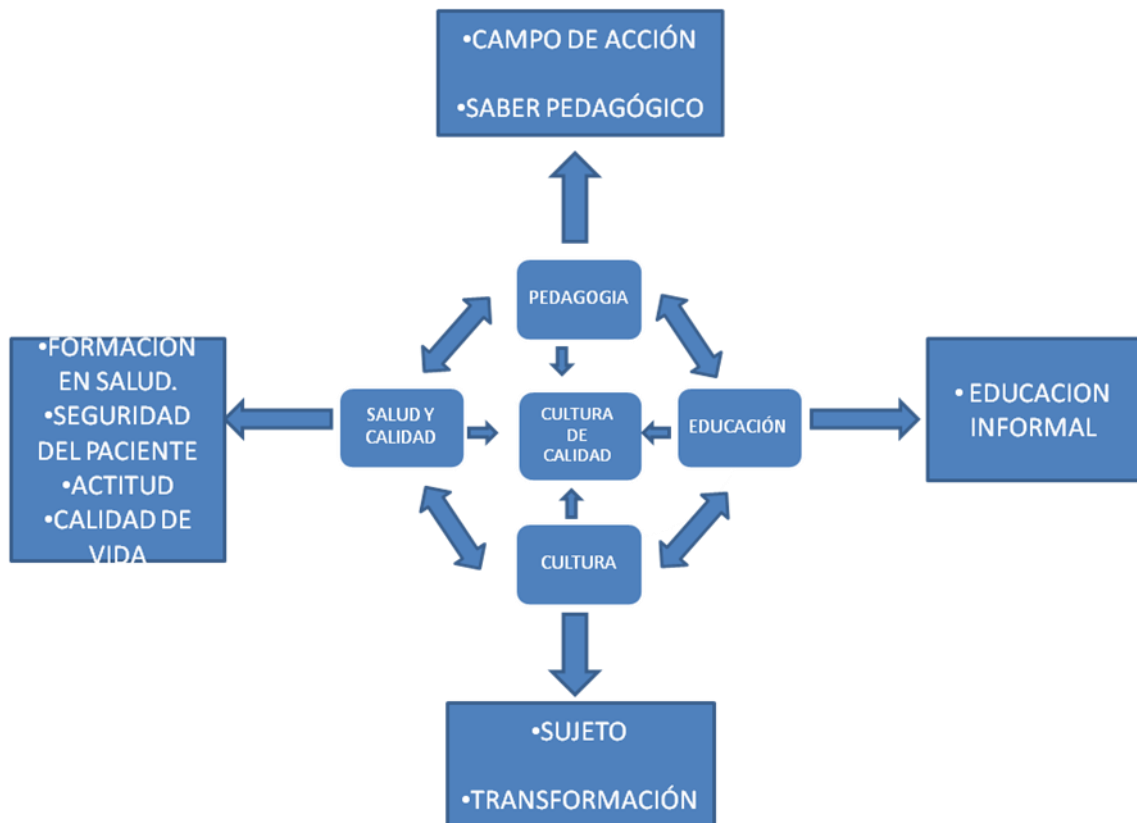 •CAMPO DE ACCIÓN
•SABER PEDAGÓGICO
PEDAGOGIA
•FORMACION
EN SALUD.
•SEGURIDAD
DEL PACIENTE
•ACTITUD
•CALIDAD DE
VIDA
SALUD Y
CALIDAD
CULTURA
DE
CALIDAD
EDUCACIÓN
• EDUCACION
INFORMAL
CULTURA
•SUJETO
•TRANSFORMACIÓN